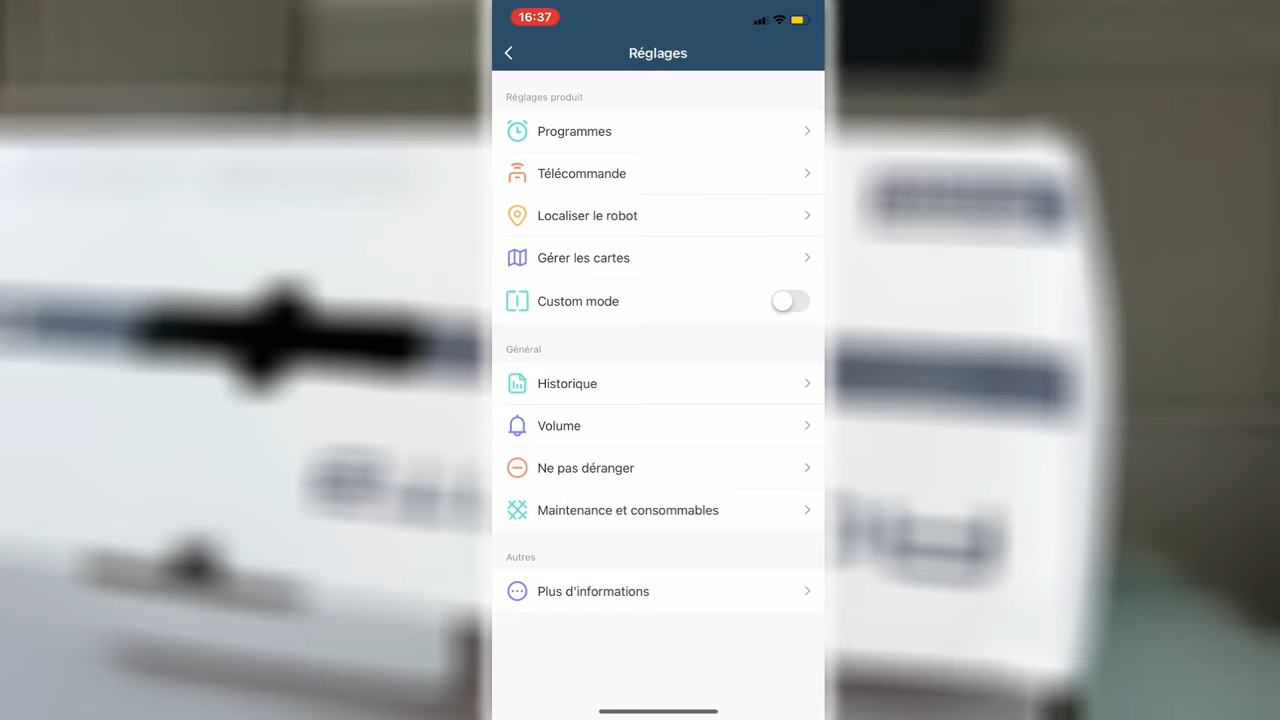 16:37
Réglages
Réglages produit
Programmes
Télécommande
Localiser le robot
Gérer les cartes
Custom mode
Général
Historique
Volume
Ne pas déranger
Maintenance et consommables
Autres
Plus d'informations